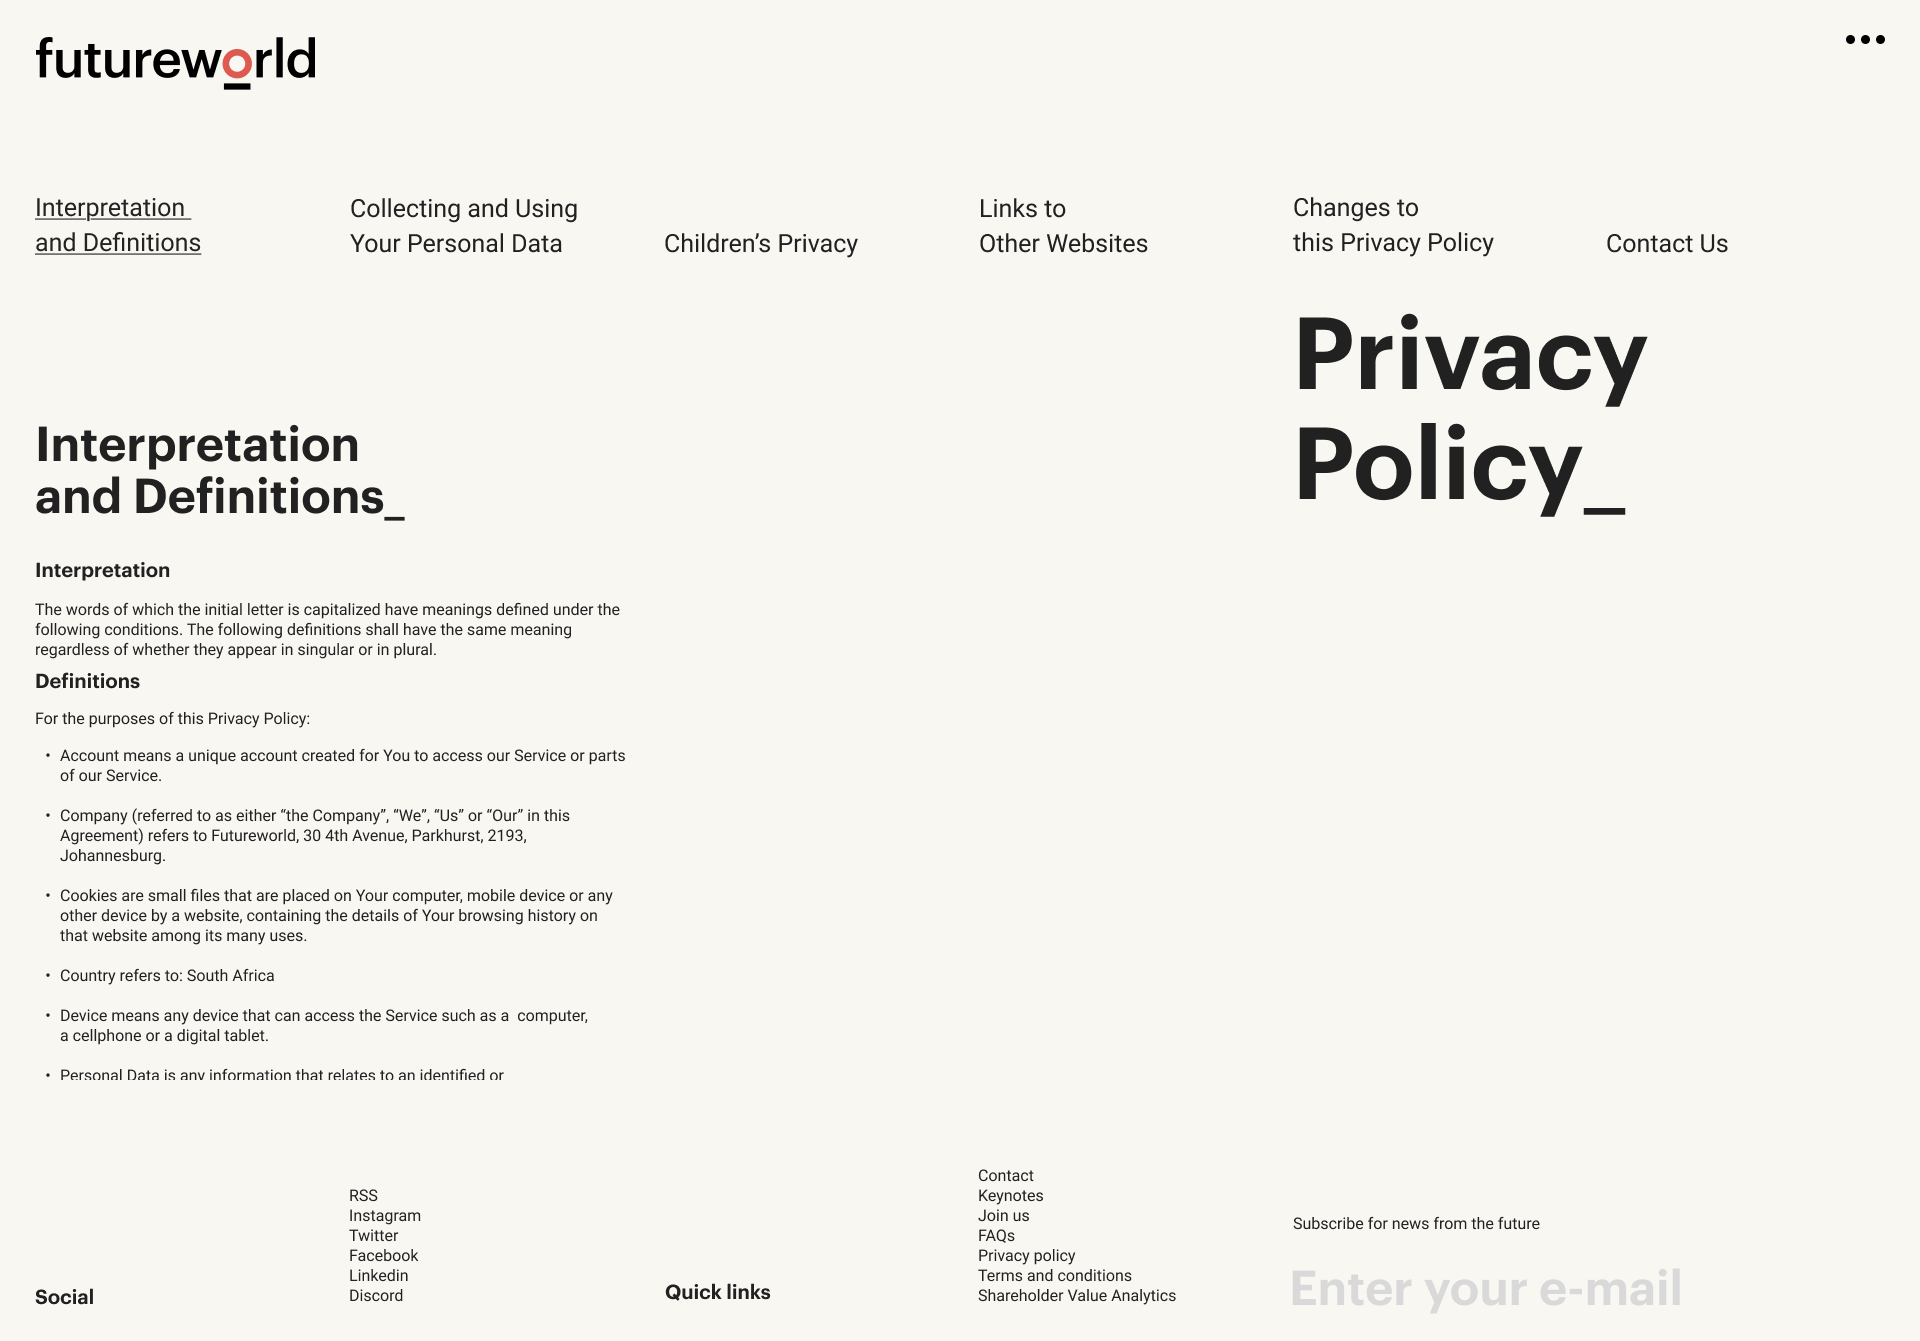 futureworld
Interpretation
and Definitions
Collecting and Using
Your Personal Data
Children’s Privacy
Links to
Other Websites
Changes to
this Privacy Policy
Contact Us
Privacy
Policy_
Interpretation
and Definitions_
Interpretation
The words of which the initial letter is capitalized have meanings defined under the
following conditions. The following definitions shall have the same meaning
regardless of whether they appear in singular or in plural.
Definitions
For the purposes of this Privacy Policy:
• Account means a unique account created for You to access our Service or parts
of our Service.
• Company (referred to as either “the Company”, “We”, “Us” or “Our” in this
Agreement) refers to Futureworld, 30 4th Avenue, Parkhurst, 2193,
Johannesburg.
• Cookies are small files that are placed on Your computer, mobile device or any
other device by a website, containing the details of Your browsing history on
that website among its many uses.
• Country refers to: South Africa
• Device means any device that can access the Service such as a  computer,
a cellphone or a digital tablet.
• Personal Data is any information that relates to an identified or
Social
RSS
Instagram
Twitter
Facebook
Linkedin
Discord
Quick links
Contact
Keynotes
Join us
FAQs
Privacy policy
Terms and conditions
Shareholder Value Analytics
Subscribe for news from the future
Enter your e-mail